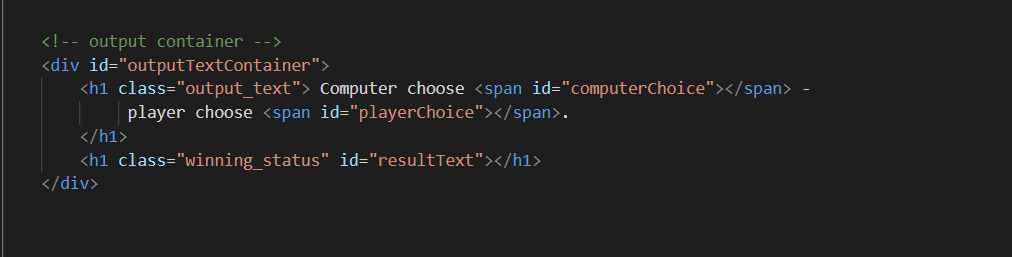 <!-- output container -->
<div id="outputTextContainer">
<h1 class="output_text"> Computer choose <span id="computerChoice"></span> -
player choose <span id="playerChoice"></span>.
</h1>
<h1 class="winning_status" id="resultText"></h1>
</div>